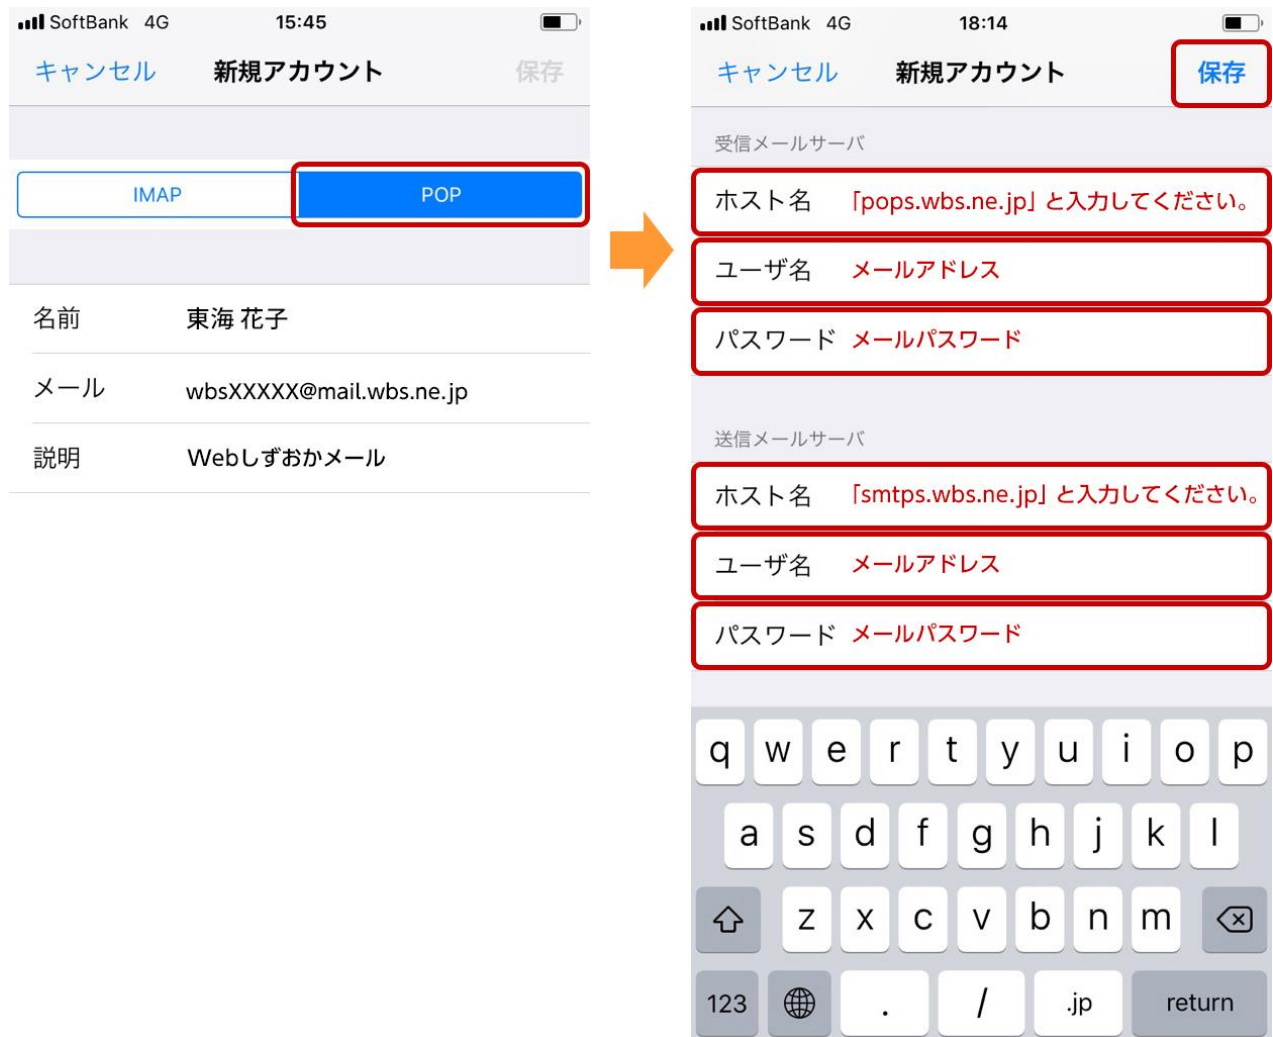 SoftBank 4G 15:45
キャンセル 新規アカウント 保存
IMAP POP
名前 東海 花子
メール wbsXXXXX@mail.wbs.ne.jp
説明 Webしずおかメール
SoftBank 4G 18:14
キャンセル 新規アカウント 保存
受信メールサーバ
ホスト名 「pops.wbs.ne.jp」と入力してください。
ユーザ名 メールアドレス
パスワード メールパスワード
送信メールサーバ
ホスト名 「smtps.wbs.ne.jp」と入力してください。
ユーザ名 メールアドレス
パスワード メールパスワード
q w e r t y u i o p
a s d f g h j k l
z x c v b n m
123 . / .jp return